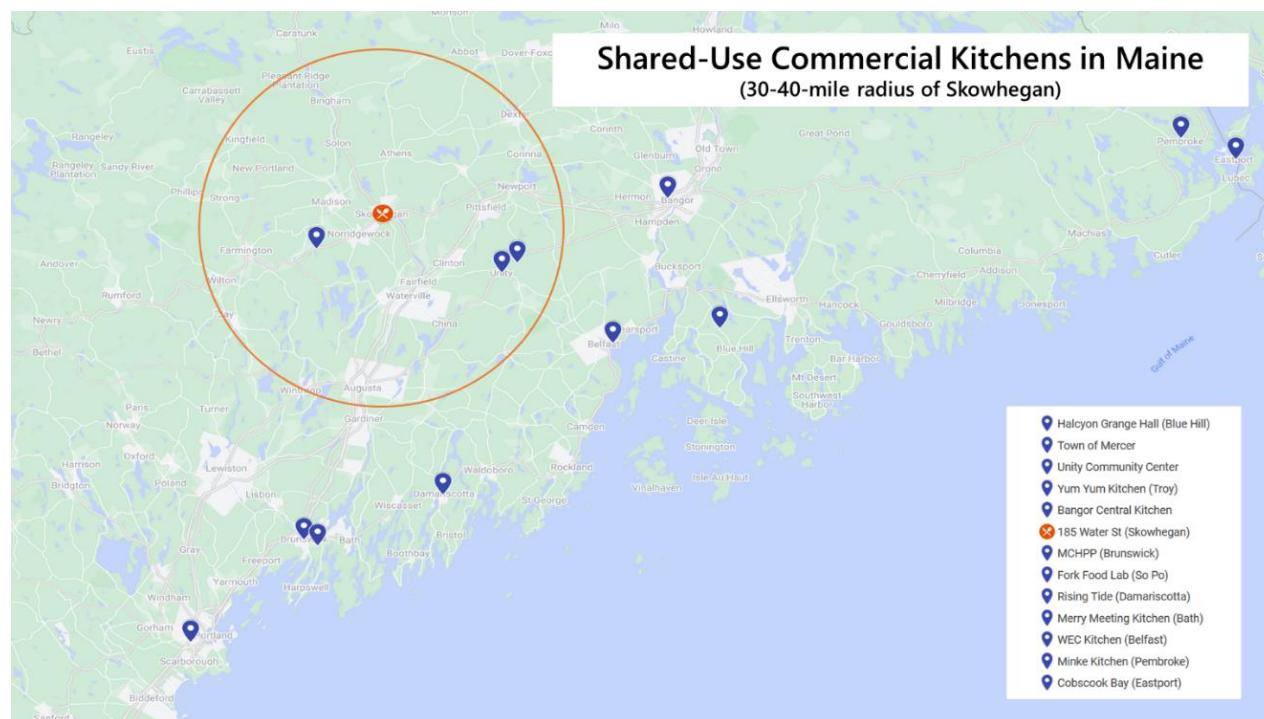 Shared-Use Commercial Kitchens in Maine
(30-40-mile radius of Skowhegan)
Eustis
Caratunk
Monson
Milo
Howland
Abbot
Dover-Foxc
Pleasant Ridge
Plantation
Carrabassett
Valley
Bingham
Dexter
Corinth
Great Pond
Rangeley
Kingfield
Solon
Athens
Corinna
Glenburn
Old Town
Orono
Pembroke
Eastport
Lubec
Rangeley
Plantation
Sandy River
New Portland
Phillips
Strong
Madison
Pittsfield
Newport
Hermon
Bangor
Hampden
Norridgewock
Farmington
Machias
Cutler
Andover
Wilton
Clinton
Unity
Bucksport
Columbia
Addison
Cherryfield
Fairfield
Waterville
Rumford
Jay
Ellsworth
Hancock
Milbridge
Jonesport
Gouldsboro
Newry
China
Belfast
Searsport
Bethel
Castine
Blue Hill
Trenton
Bar Harbor
Gulf of Maine
Mt Desert
Southwest
Harbor
Winthrop
Augusta
Paris
Turner
Gardiner
Norway
Camden
Deer Isle
Stonington
Harrison
Oxford
Lewiston
Rockland
Isle Au Haut
Vinalhaven
Bridgton
Poland
Lisbon
Waldoboro
Damariscotta
Wiscasset
St George
Brunswick
Bath
Bristol
Gray
Freeport
Boothbay
Harpswell
Yarmouth
Windham
Gorham
Portland
Scarborough
Biddeford
Sanford
Halcyon Grange Hall (Blue Hill)
Town of Mercer
Unity Community Center
Yum Yum Kitchen (Troy)
Bangor Central Kitchen
185 Water St (Skowhegan)
MCHPP (Brunswick)
Fork Food Lab (So Po)
Rising Tide (Damariscotta)
Merry Meeting Kitchen (Bath)
WEC Kitchen (Belfast)
Minke Kitchen (Pembroke)
Cobscook Bay (Eastport)